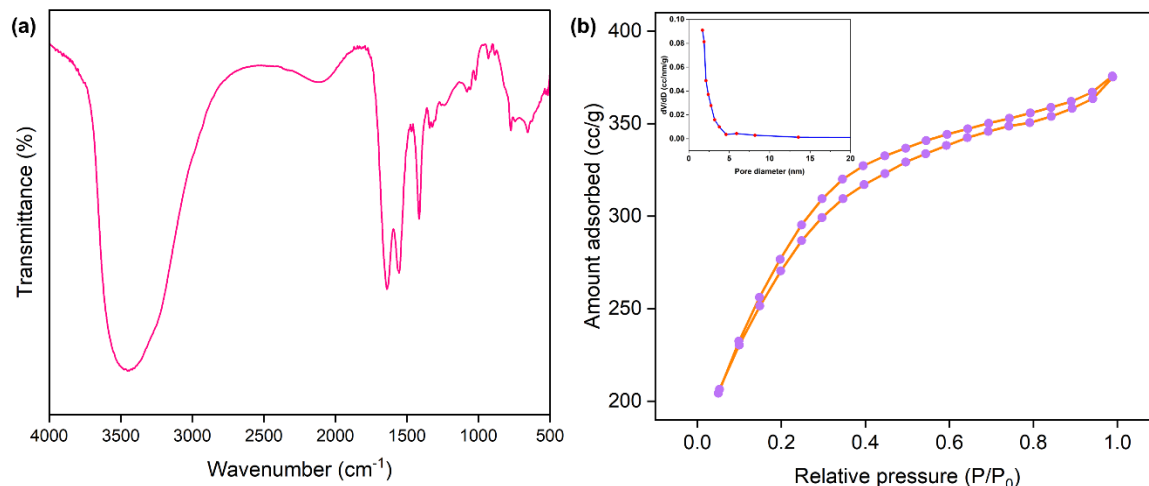 (a)
Transmittance (%)
4000 3500 3000 2500 2000 1500 1000 500
Wavenumber (cm⁻¹)
(b)
400
350
300
250
200
Amount adsorbed (cc/g)
0.0 0.2 0.4 0.6 0.8 1.0
Relative pressure (P/P₀)
0.10
0.08
0.06
0.04
0.02
0.00
dV/dD (cc/nm/g)
0 5 10 15 20
Pore diameter (nm)